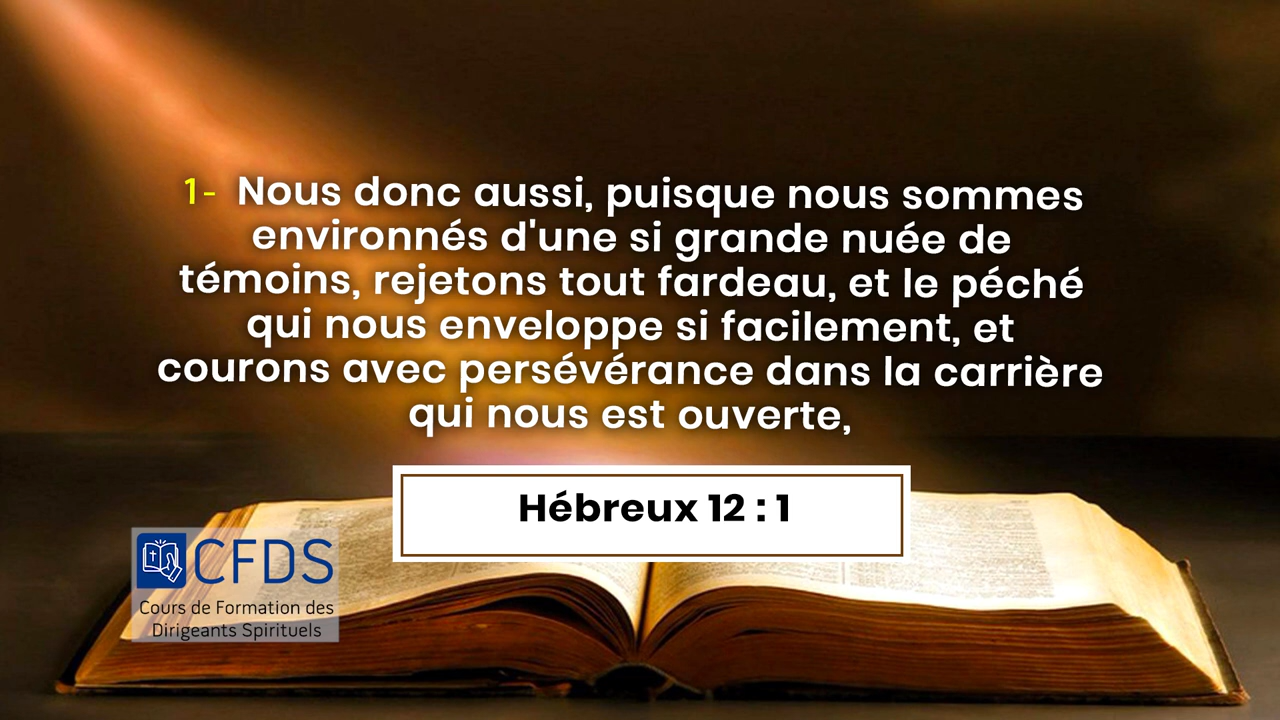 1- Nous donc aussi, puisque nous sommes
environnés d'une si grande nuée de
témoins, rejetons tout fardeau, et le péché
qui nous enveloppe si facilement, et
courons avec persévérance dans la carrière
qui nous est ouverte,
Hébreux 12 : 1
CFDS
Cours de Formation des
Dirigeants Spirituels